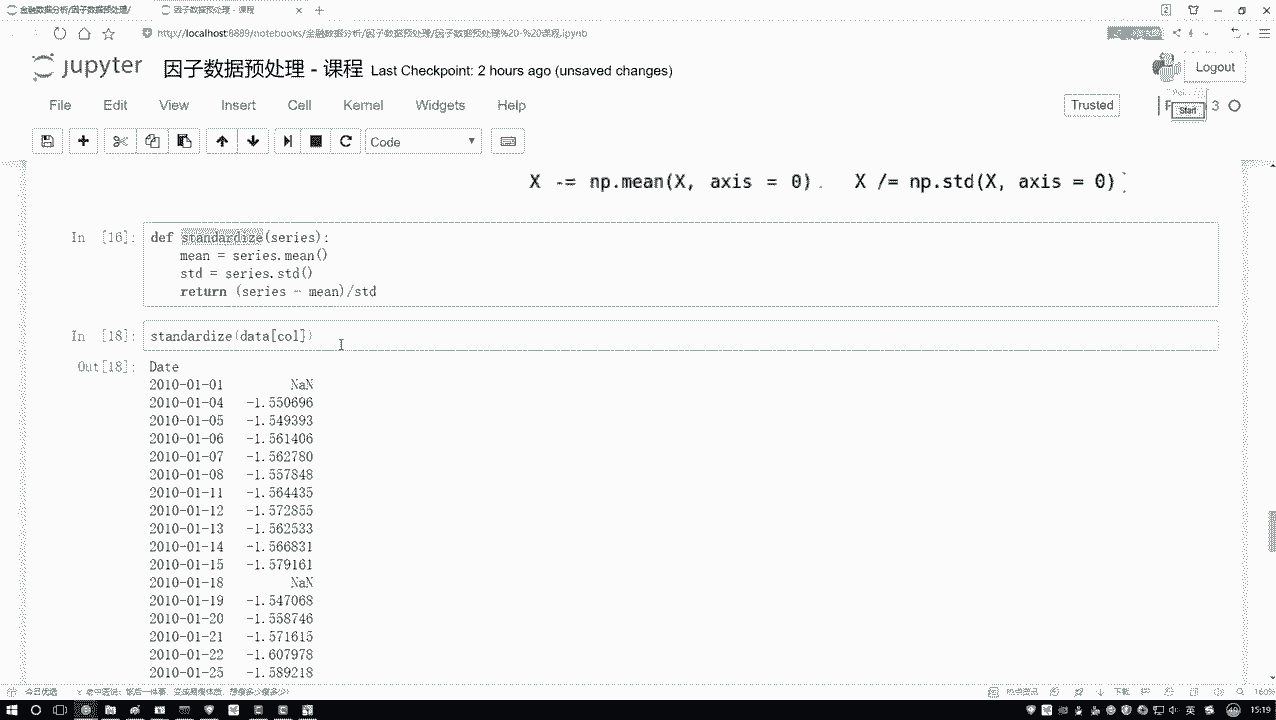 金融数据分析/因子数据预处理/
因子数据预处理 - 课程
http://localhost:8889/notebooks/金融数据分析/因子数据预处理/因子数据预处理%20-%20课程.ipynb
jupyter 因子数据预处理 - 课程 Last Checkpoint: 2 hours ago (unsaved changes)
Logout
File Edit View Insert Cell Kernel Widgets Help
Trusted
Start
3
Code
X -= np.mean(X, axis = 0). X /= np.std(X, axis = 0)
In [16]:
def standardize(series):
mean = series.mean()
std = series.std()
return (series - mean)/std
In [18]:
standardize(data[col])
Out[18]:
Date
2010-01-01 NaN
2010-01-04 -1.550696
2010-01-05 -1.549393
2010-01-06 -1.561406
2010-01-07 -1.562780
2010-01-08 -1.557848
2010-01-11 -1.564435
2010-01-12 -1.572855
2010-01-13 -1.562533
2010-01-14 -1.566831
2010-01-15 -1.579161
2010-01-18 NaN
2010-01-19 -1.547068
2010-01-20 -1.558746
2010-01-21 -1.571615
2010-01-22 -1.607978
2010-01-25 -1.589218
今日优选
下载
160%
英
15:19